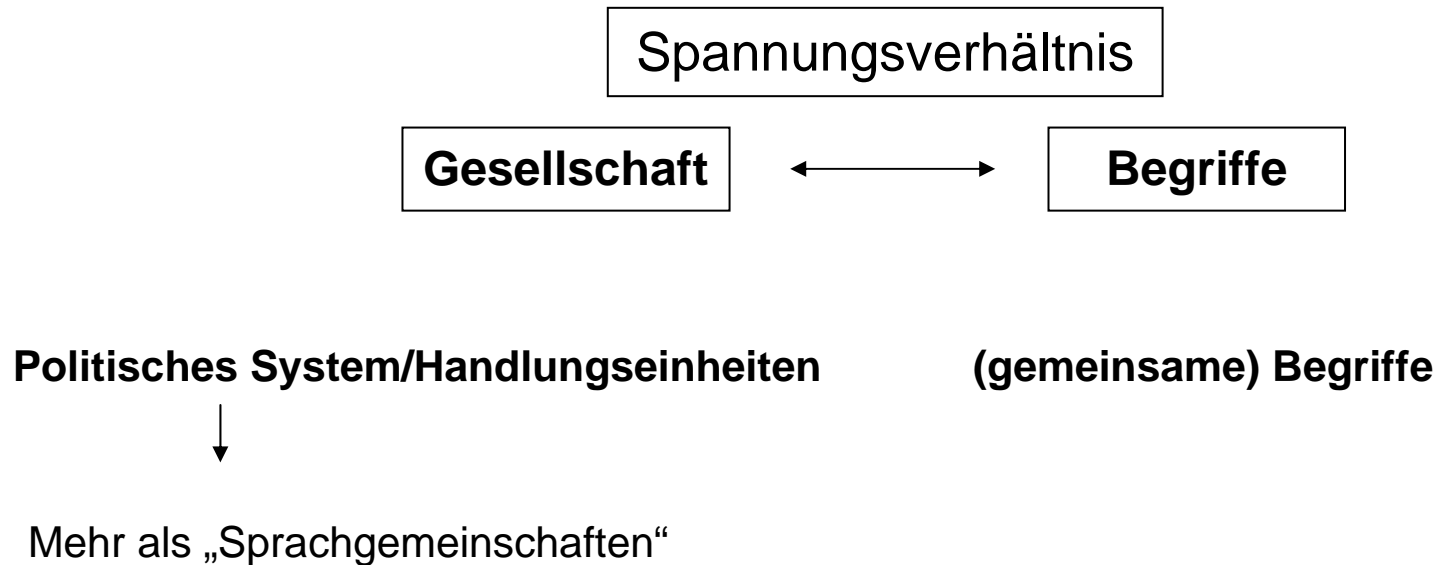 Spannungsverhältnis
Gesellschaft Begriffe
Politisches System/Handlungseinheiten (gemeinsame) Begriffe
Mehr als „Sprachgemeinschaften“